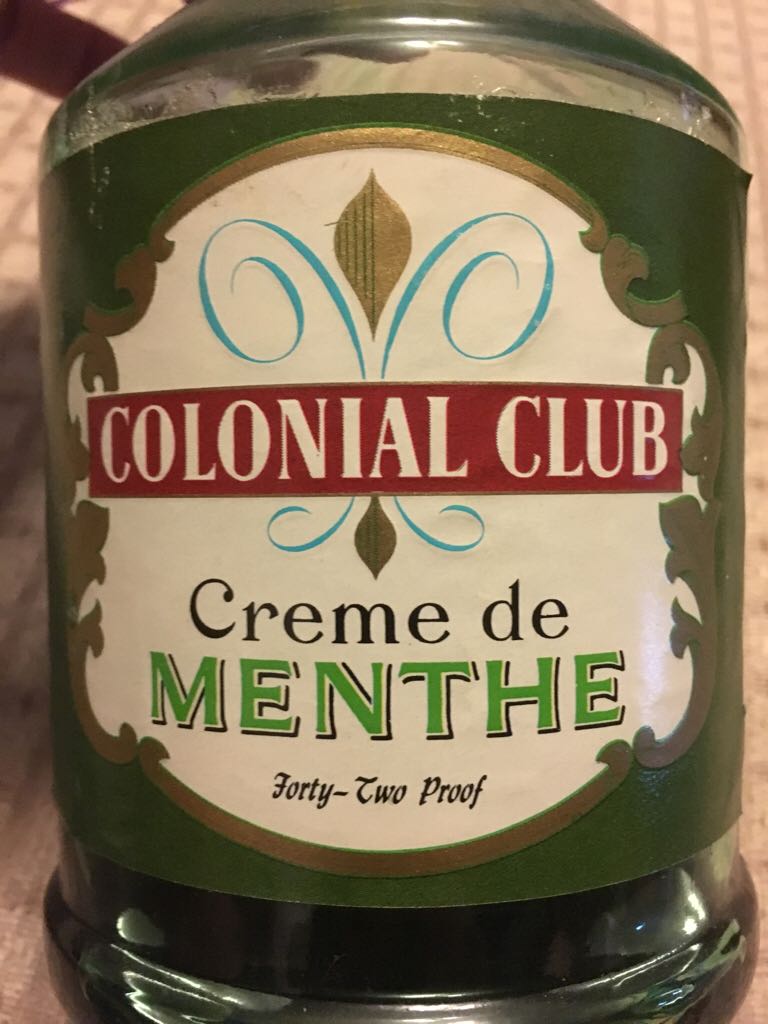 COLONIAL CLUB
Creme de
MENTHE
Forty-Two Proof